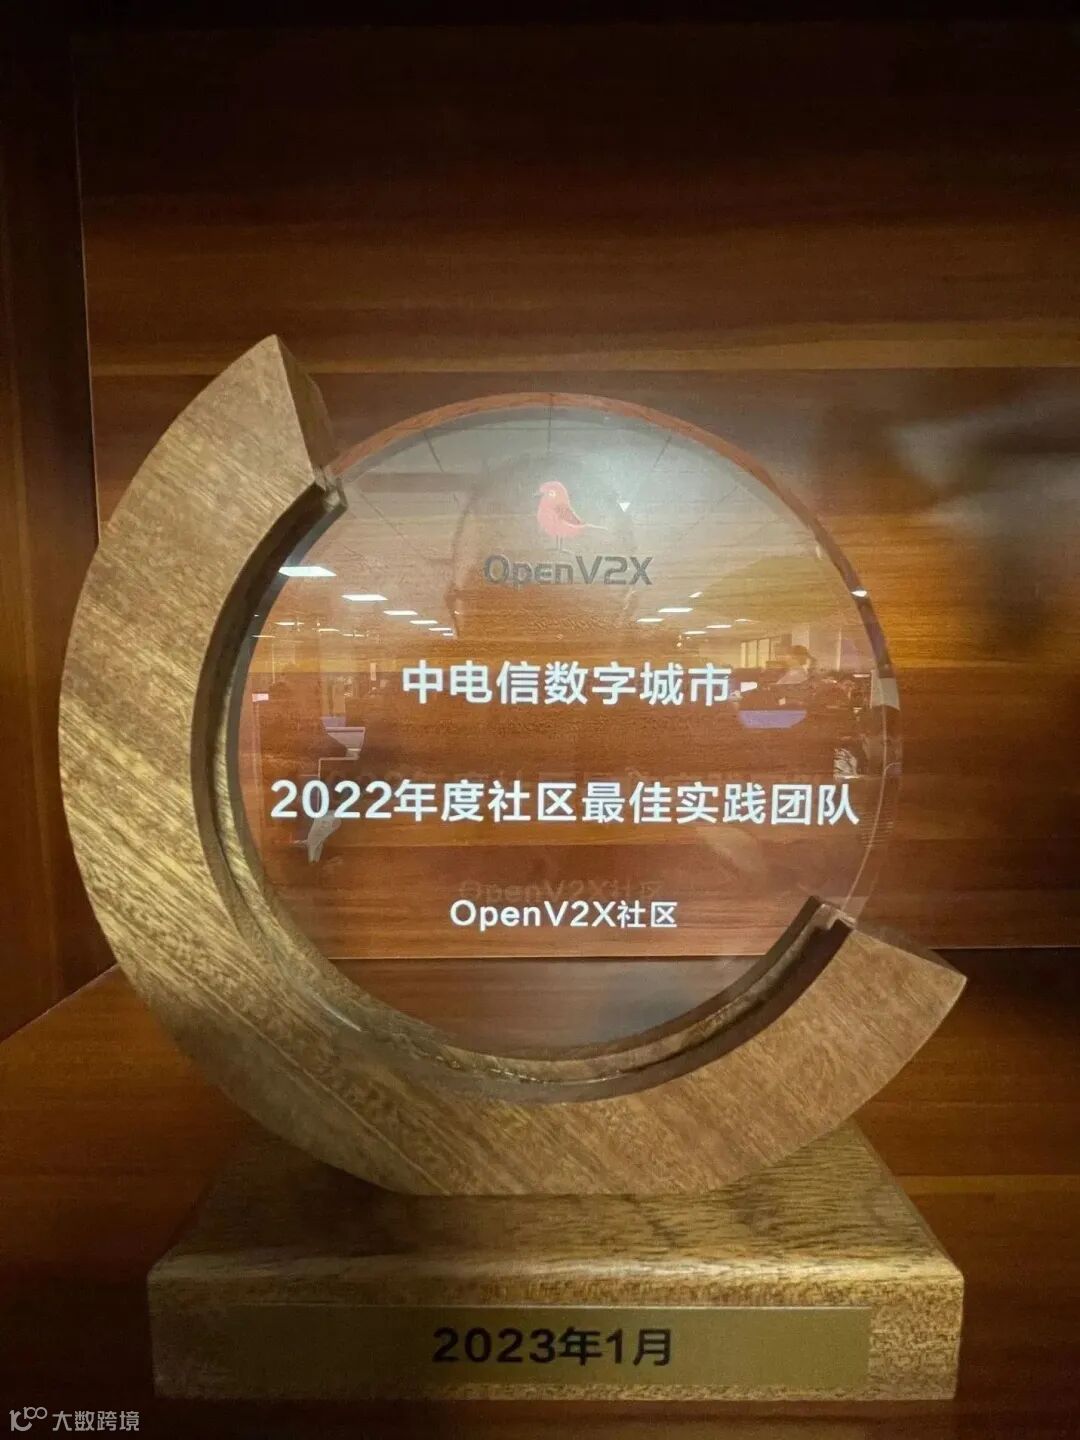 OpenV2X
中电信数字城市
2022年度社区最佳实践团队
OpenV2X社区
2023年1月
大数跨境